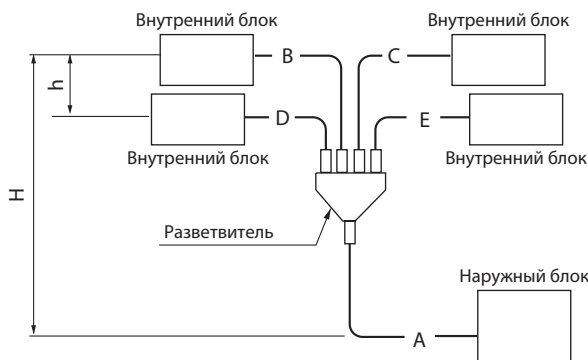 Внутренний блок
Внутренний блок
B
C
h
D
E
Внутренний блок
Внутренний блок
H
Разветвитель
Наружный блок
A